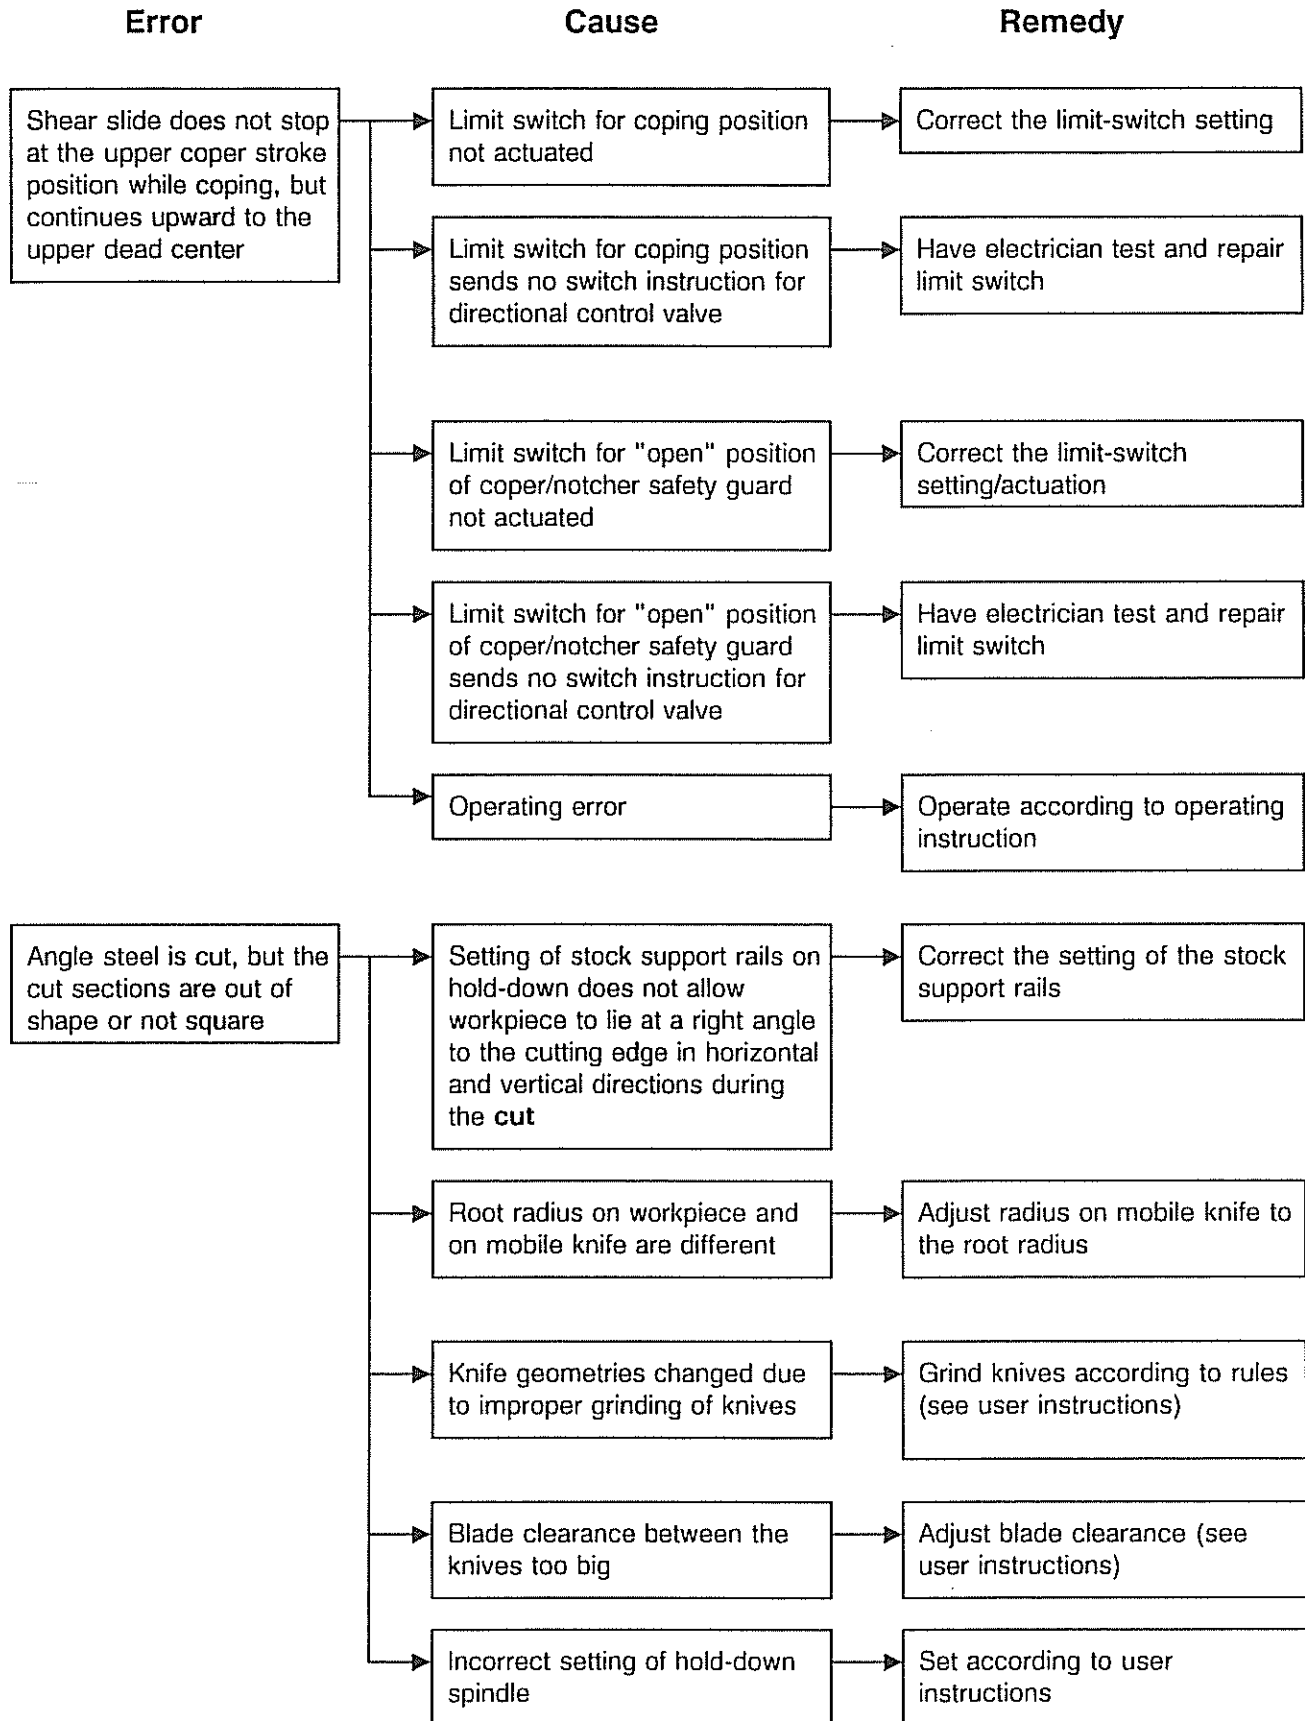 Error Cause Remedy
Shear slide does not stop
at the upper coper stroke
position while coping, but
continues upward to the
upper dead center
Limit switch for coping position
not actuated
Correct the limit-switch setting
Limit switch for coping position
sends no switch instruction for
directional control valve
Have electrician test and repair
limit switch
Limit switch for "open" position
of coper/notcher safety guard
not actuated
Correct the limit-switch
setting/actuation
Limit switch for "open" position
of coper/notcher safety guard
sends no switch instruction for
directional control valve
Have electrician test and repair
limit switch
Operating error
Operate according to operating
instruction
Angle steel is cut, but the
cut sections are out of
shape or not square
Setting of stock support rails on
hold-down does not allow
workpiece to lie at a right angle
to the cutting edge in horizontal
and vertical directions during
the cut
Correct the setting of the stock
support rails
Root radius on workpiece and
on mobile knife are different
Adjust radius on mobile knife to
the root radius
Knife geometries changed due
to improper grinding of knives
Grind knives according to rules
(see user instructions)
Blade clearance between the
knives too big
Adjust blade clearance (see
user instructions)
Incorrect setting of hold-down
spindle
Set according to user
instructions